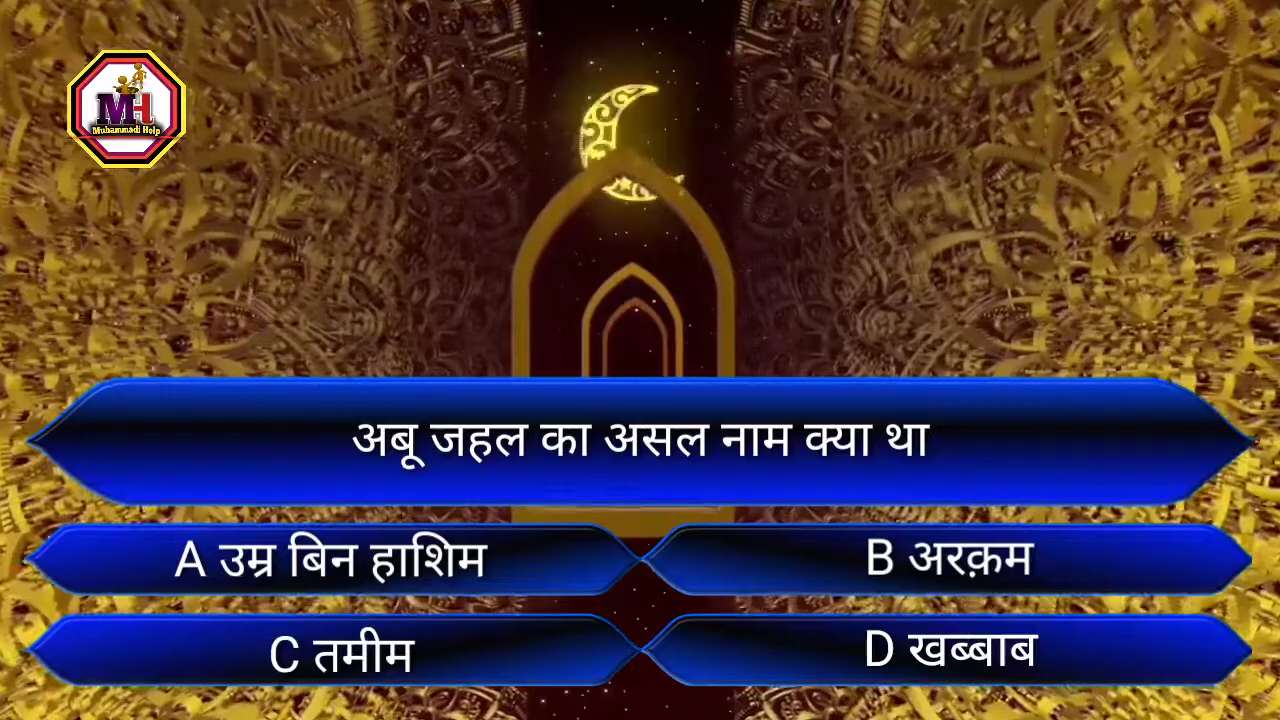 MH
Muhammadi Help
अबू जहल का असल नाम क्या था
A उम्र बिन हाशिम
B अरक़म
C तमीम
D खब्बाब